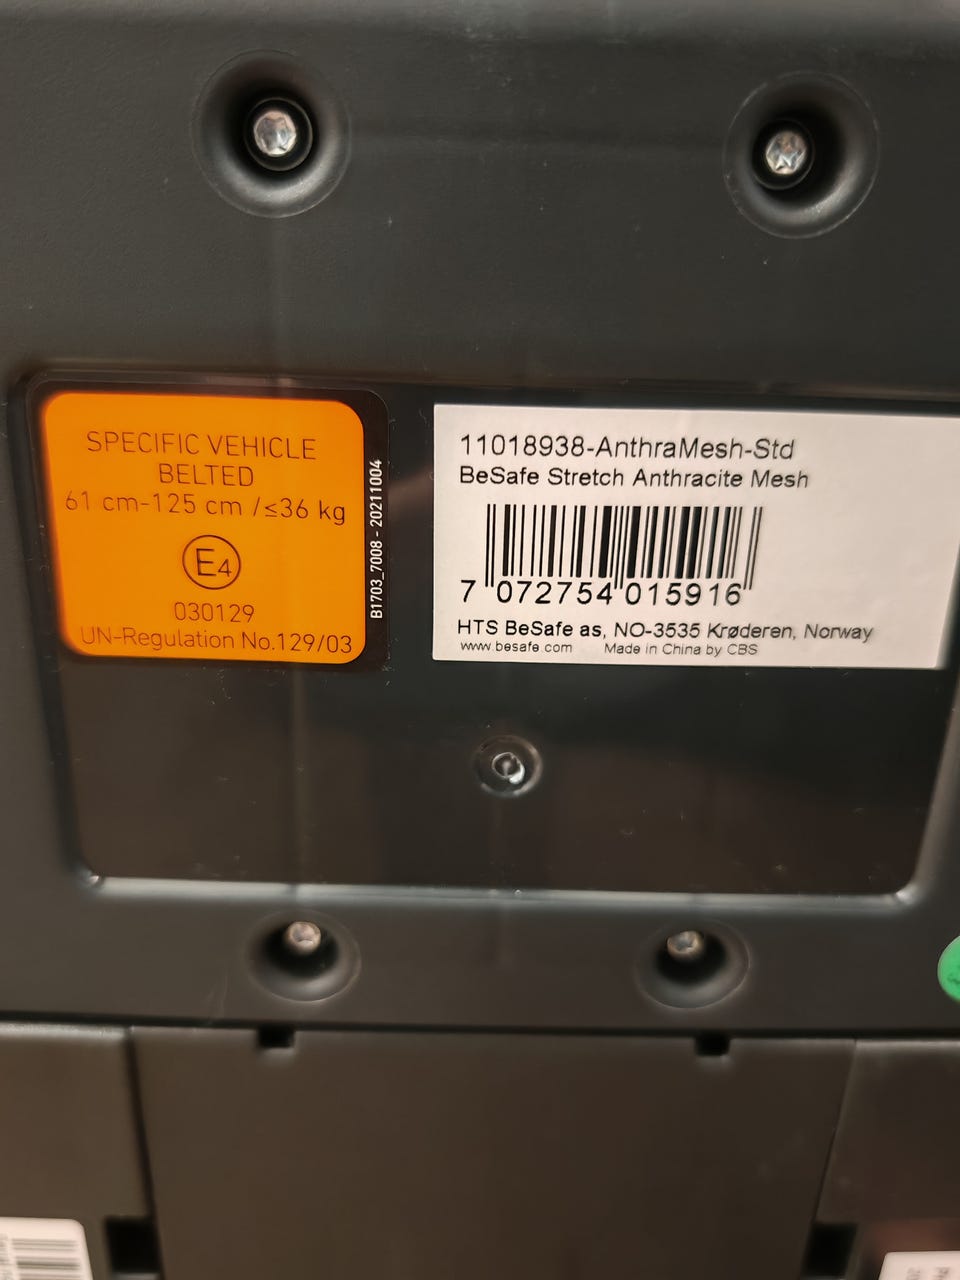 SPECIFIC VEHICLE
BELTED
61 cm-125 cm /≤36 kg
E4
030129
UN-Regulation No.129/03
B1703_7008 - 20211004
11018938-AnthraMesh-Std
BeSafe Stretch Anthracite Mesh
7 072754 015916
HTS BeSafe as, NO-3535 Krøderen, Norway
www.besafe.com Made in China by CBS